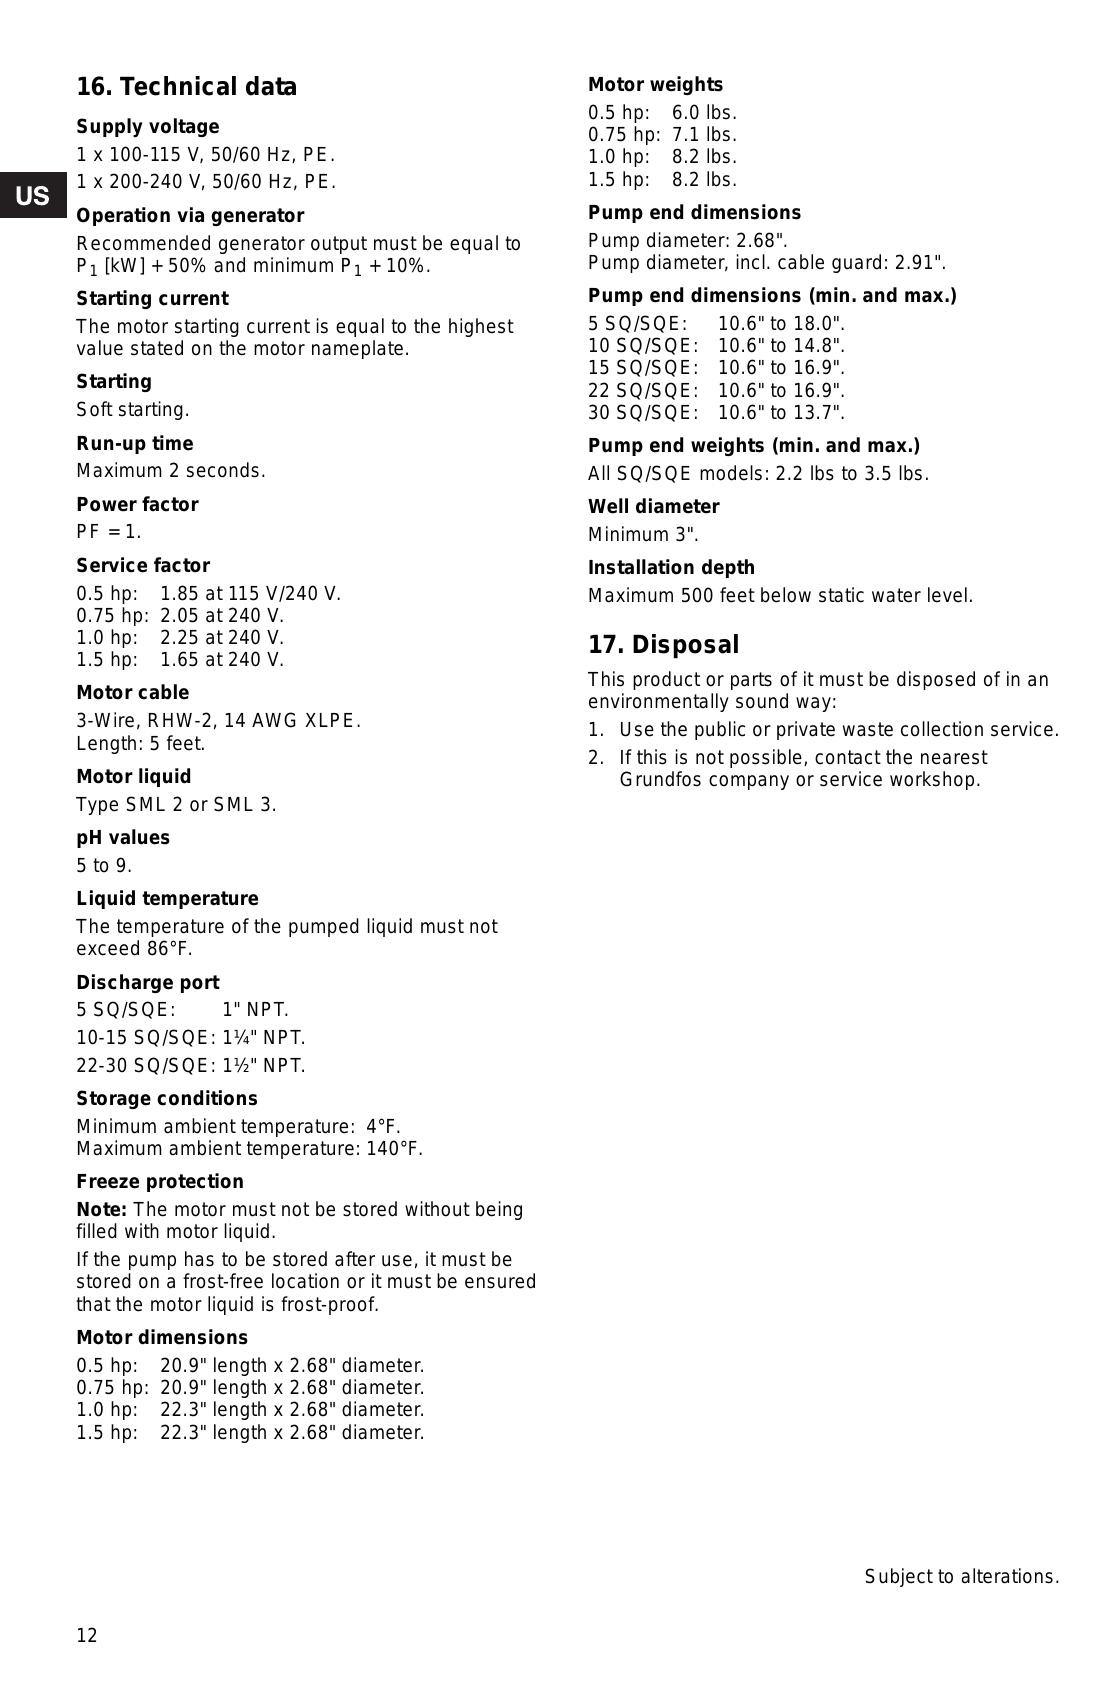 US
16. Technical data
Supply voltage
1 x 100-115 V, 50/60 Hz, PE.
1 x 200-240 V, 50/60 Hz, PE.
Operation via generator
Recommended generator output must be equal to
P1 [kW] + 50% and minimum P1 + 10%.
Starting current
The motor starting current is equal to the highest
value stated on the motor nameplate.
Starting
Soft starting.
Run-up time
Maximum 2 seconds.
Power factor
PF = 1.
Service factor
0.5 hp: 1.85 at 115 V/240 V.
0.75 hp: 2.05 at 240 V.
1.0 hp: 2.25 at 240 V.
1.5 hp: 1.65 at 240 V.
Motor cable
3-Wire, RHW-2, 14 AWG XLPE.
Length: 5 feet.
Motor liquid
Type SML 2 or SML 3.
pH values
5 to 9.
Liquid temperature
The temperature of the pumped liquid must not
exceed 86°F.
Discharge port
5 SQ/SQE: 1" NPT.
10-15 SQ/SQE: 1¼" NPT.
22-30 SQ/SQE: 1½" NPT.
Storage conditions
Minimum ambient temperature: 4°F.
Maximum ambient temperature: 140°F.
Freeze protection
Note: The motor must not be stored without being
filled with motor liquid.
If the pump has to be stored after use, it must be
stored on a frost-free location or it must be ensured
that the motor liquid is frost-proof.
Motor dimensions
0.5 hp: 20.9" length x 2.68" diameter.
0.75 hp: 20.9" length x 2.68" diameter.
1.0 hp: 22.3" length x 2.68" diameter.
1.5 hp: 22.3" length x 2.68" diameter.
Motor weights
0.5 hp: 6.0 lbs.
0.75 hp: 7.1 lbs.
1.0 hp: 8.2 lbs.
1.5 hp: 8.2 lbs.
Pump end dimensions
Pump diameter: 2.68".
Pump diameter, incl. cable guard: 2.91".
Pump end dimensions (min. and max.)
5 SQ/SQE: 10.6" to 18.0".
10 SQ/SQE: 10.6" to 14.8".
15 SQ/SQE: 10.6" to 16.9".
22 SQ/SQE: 10.6" to 16.9".
30 SQ/SQE: 10.6" to 13.7".
Pump end weights (min. and max.)
All SQ/SQE models: 2.2 lbs to 3.5 lbs.
Well diameter
Minimum 3".
Installation depth
Maximum 500 feet below static water level.
17. Disposal
This product or parts of it must be disposed of in an
environmentally sound way:
1. Use the public or private waste collection service.
2. If this is not possible, contact the nearest
Grundfos company or service workshop.
Subject to alterations.
12